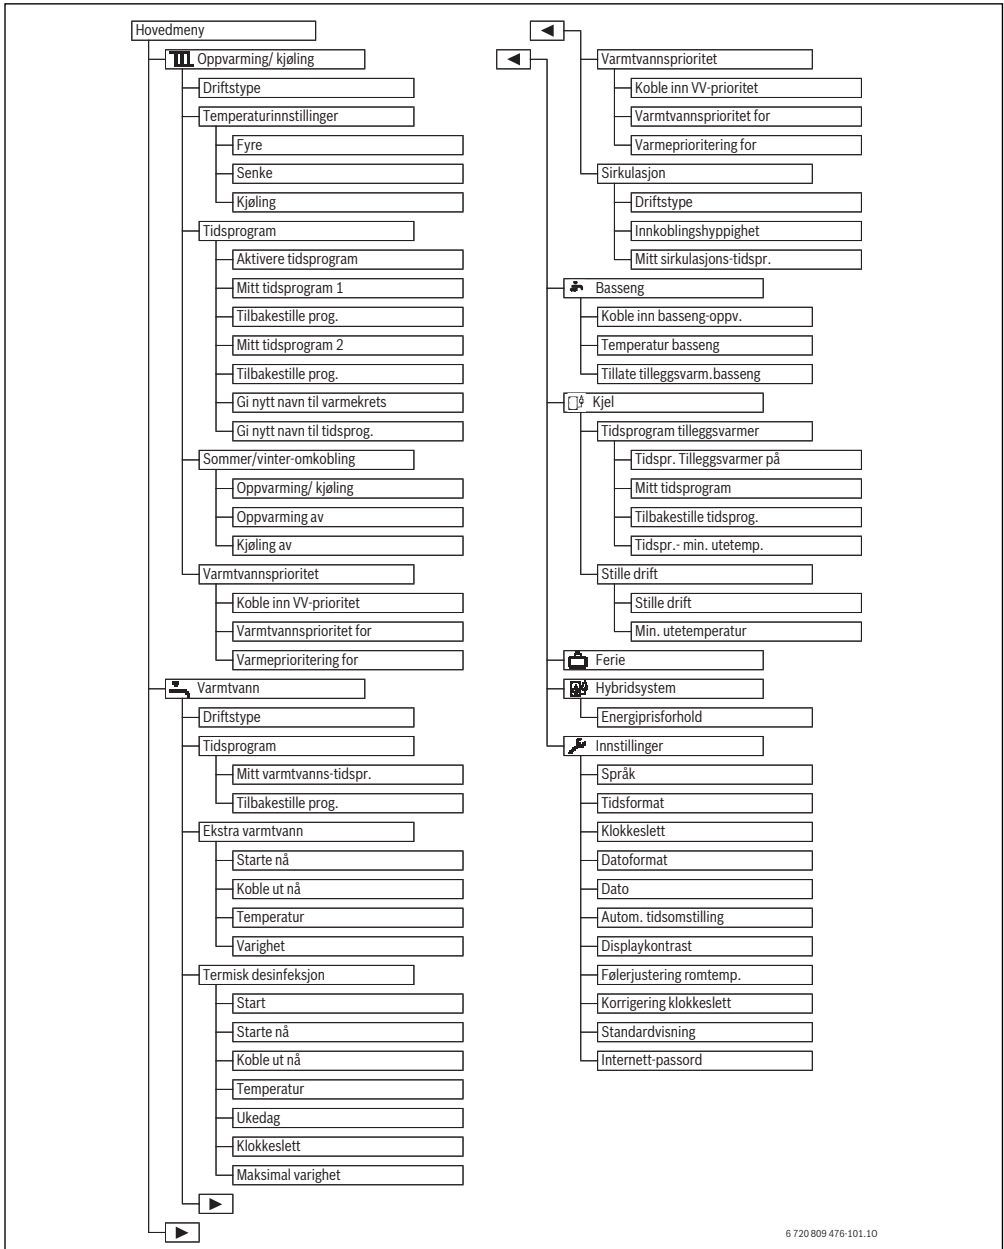 Hovedmeny
Oppvarming/ kjøling
Driftstype
Temperaturinnstillinger
Fyre
Senke
Kjøling
Tidsprogram
Aktivere tidsprogram
Mitt tidsprogram 1
Tilbakestille prog.
Mitt tidsprogram 2
Tilbakestille prog.
Gi nytt navn til varmekrets
Gi nytt navn til tidsprog.
Sommer/vinter-omkobling
Oppvarming/ kjøling
Oppvarming av
Kjøling av
Varmtvannsprioritet
Koble inn VV-prioritet
Varmtvannsprioritet for
Varmeprioritering for
Varmtvann
Driftstype
Tidsprogram
Mitt varmtvanns-tidspr.
Tilbakestille prog.
Ekstra varmtvann
Starte nå
Koble ut nå
Temperatur
Varighet
Termisk desinfeksjon
Start
Starte nå
Koble ut nå
Temperatur
Ukedag
Klokkeslett
Maksimal varighet
Varmtvannsprioritet
Koble inn VV-prioritet
Varmtvannsprioritet for
Varmeprioritering for
Sirkulasjon
Driftstype
Innkoblingshyppighet
Mitt sirkulasjons-tidspr.
Basseng
Koble inn basseng-oppv.
Temperatur basseng
Tillate tilleggsvarm.basseng
Kjel
Tidsprogram tilleggsvarmer
Tidspr. Tilleggsvarmer på
Mitt tidsprogram
Tilbakestille tidsprog.
Tidspr.- min. utetemp.
Stille drift
Stille drift
Min. utetemperatur
Ferie
Hybridsystem
Energiprisforhold
Innstillinger
Språk
Tidsformat
Klokkeslett
Datoformat
Dato
Autom. tidsomstilling
Displaykontrast
Følerjustering romtemp.
Korrigering klokkeslett
Standardvisning
Internett-passord
6 720 809 476-101.1O